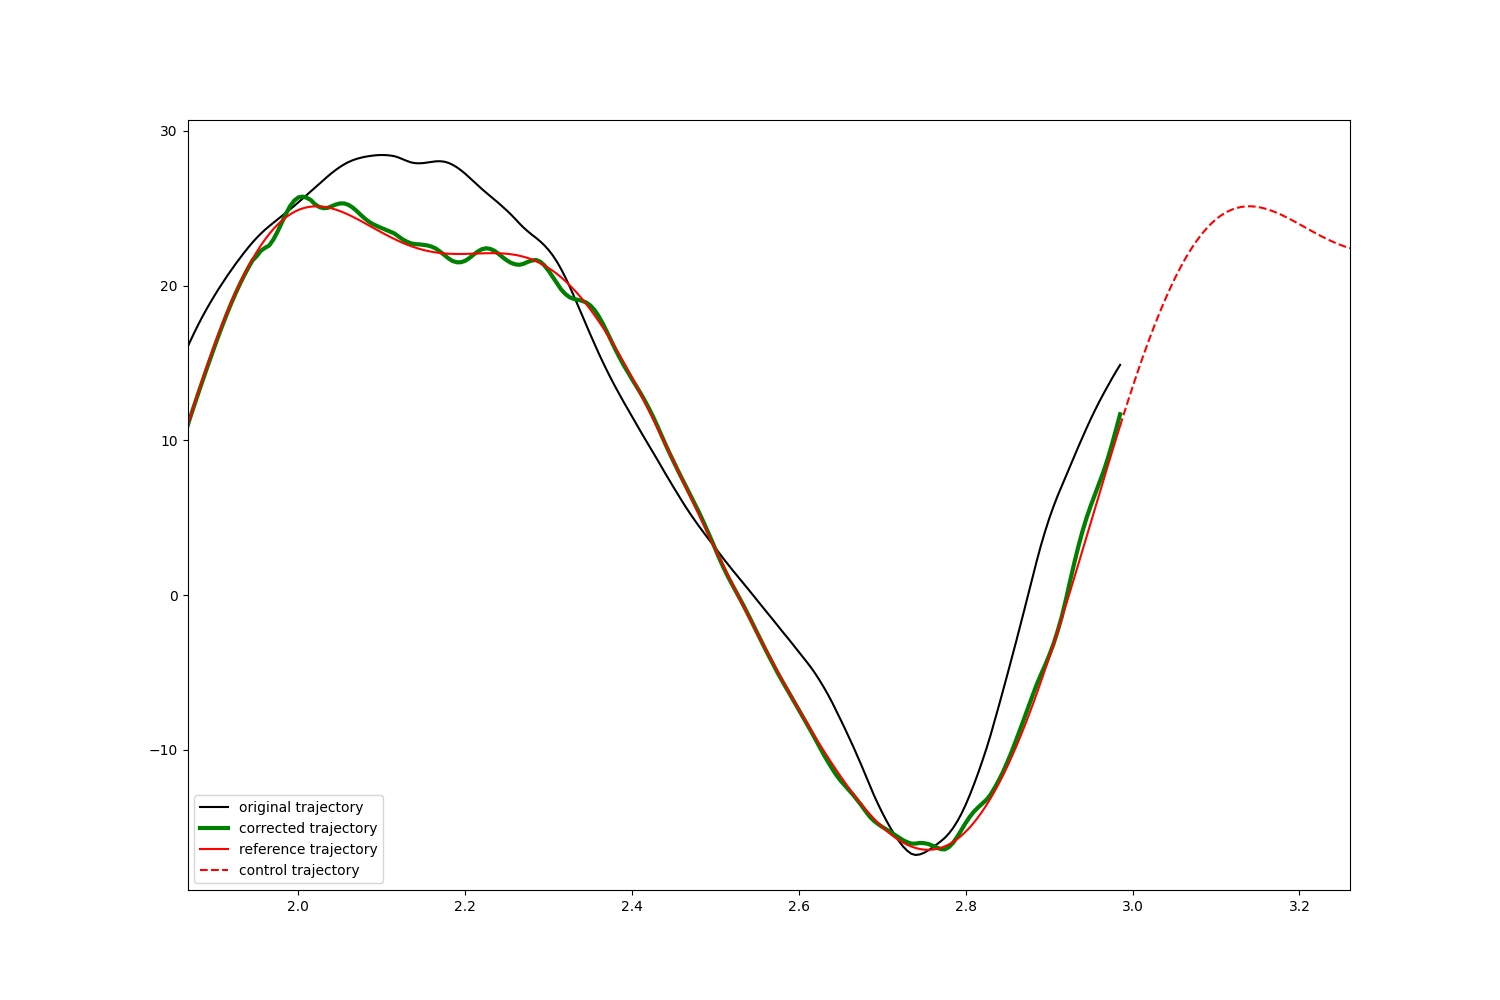 30
20
10
0
−10
original trajectory
corrected trajectory
reference trajectory
control trajectory
2.0 2.2 2.4 2.6 2.8 3.0 3.2